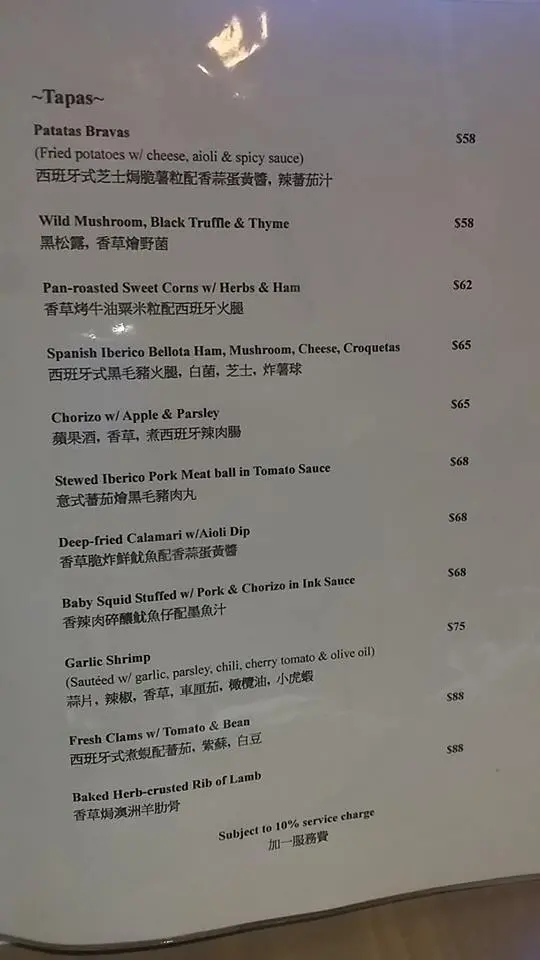 ~Tapas~
Patatas Bravas $58
(Fried potatoes w/ cheese, aioli & spicy sauce)
西班牙式芝士焗脆薯粒配香蒜蛋黃醬, 辣蕃茄汁
Wild Mushroom, Black Truffle & Thyme $58
黑松露, 香草燴野菌
Pan-roasted Sweet Corns w/ Herbs & Ham $62
香草烤牛油粟米粒配西班牙火腿
Spanish Iberico Bellota Ham, Mushroom, Cheese, Croquetas $65
西班牙式黑毛豬火腿, 白菌, 芝士, 炸薯球
Chorizo w/ Apple & Parsley $65
蘋果酒, 香草, 煮西班牙辣肉腸
Stewed Iberico Pork Meat ball in Tomato Sauce $68
意式蕃茄燴黑毛豬肉丸
Deep-fried Calamari w/Aioli Dip $68
香草脆炸鮮魷魚配香蒜蛋黃醬
Baby Squid Stuffed w/ Pork & Chorizo in Ink Sauce $68
香辣肉碎釀魷魚仔配墨魚汁
Garlic Shrimp $75
(Sautéed w/ garlic, parsley, chili, cherry tomato & olive oil)
蒜片, 辣椒, 香草, 車厘茄, 橄欖油, 小虎蝦
Fresh Clams w/ Tomato & Bean $88
西班牙式煮蜆配蕃茄, 紫蘇, 白豆
Baked Herb-crusted Rib of Lamb $88
香草焗澳洲羊肋骨
Subject to 10% service charge
加一服務費